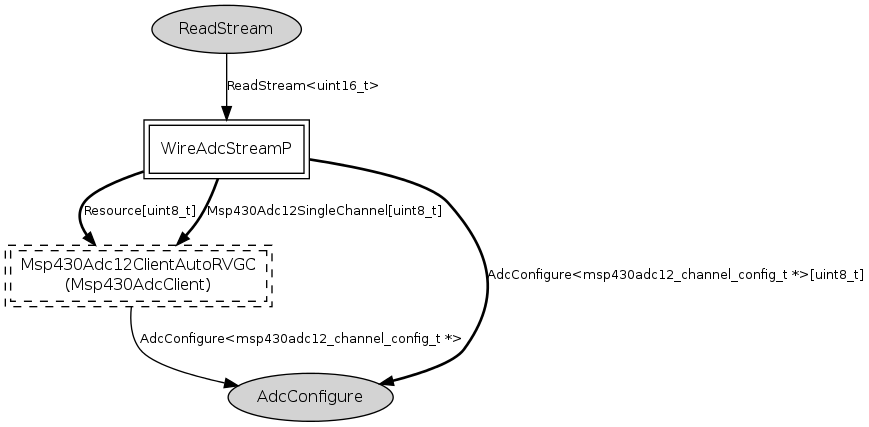 ReadStream
ReadStream<uint16_t>
WireAdcStreamP
Resource[uint8_t]
Msp430Adc12SingleChannel[uint8_t]
Msp430Adc12ClientAutoRVGC
(Msp430AdcClient)
AdcConfigure<msp430adc12_channel_config_t *>[uint8_t]
AdcConfigure<msp430adc12_channel_config_t *>
AdcConfigure